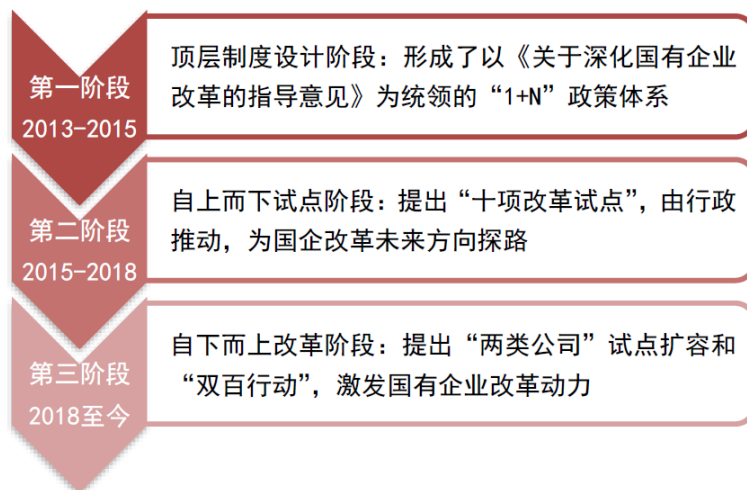 第一阶段
2013-2015
顶层制度设计阶段：形成了以《关于深化国有企业
改革的指导意见》为统领的“1+N”政策体系
第二阶段
2015-2018
自上而下试点阶段：提出“十项改革试点”，由行政
推动，为国企改革未来方向探路
第三阶段
2018至今
自下而上改革阶段：提出“两类公司”试点扩容和
“双百行动”，激发国有企业改革动力